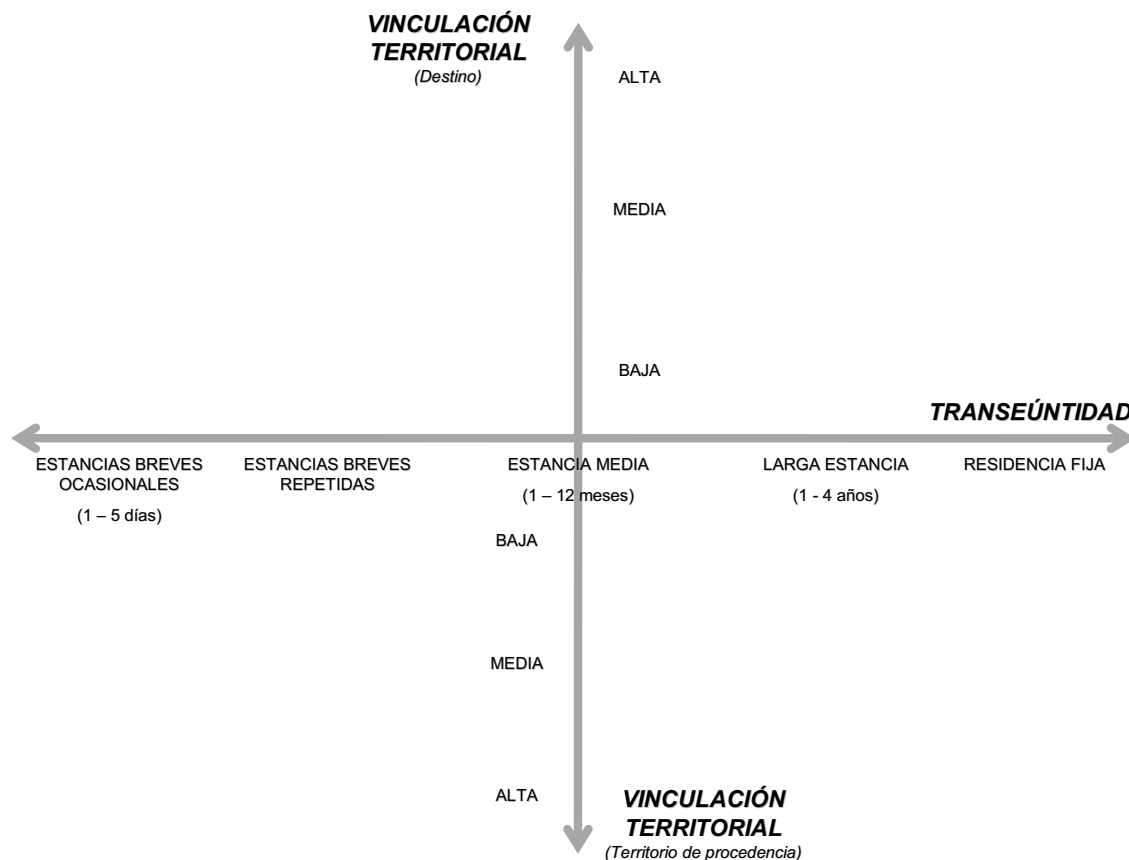 VINCULACIÓN
TERRITORIAL
(Destino)
ALTA
MEDIA
BAJA
TRANSEÚNTIDAD
ESTANCIAS BREVES
OCASIONALES
(1 – 5 días)
ESTANCIAS BREVES
REPETIDAS
ESTANCIA MEDIA
(1 – 12 meses)
LARGA ESTANCIA
(1 - 4 años)
RESIDENCIA FIJA
BAJA
MEDIA
ALTA
VINCULACIÓN
TERRITORIAL
(Territorio de procedencia)